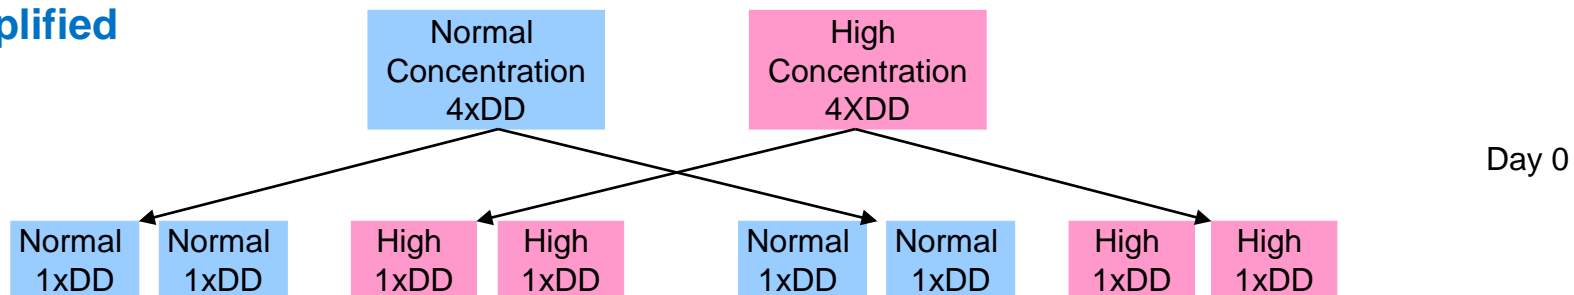 plified
Normal
Concentration
4xDD
High
Concentration
4XDD
Day 0
Normal
1xDD
Normal
1xDD
High
1xDD
High
1xDD
Normal
1xDD
Normal
1xDD
High
1xDD
High
1xDD